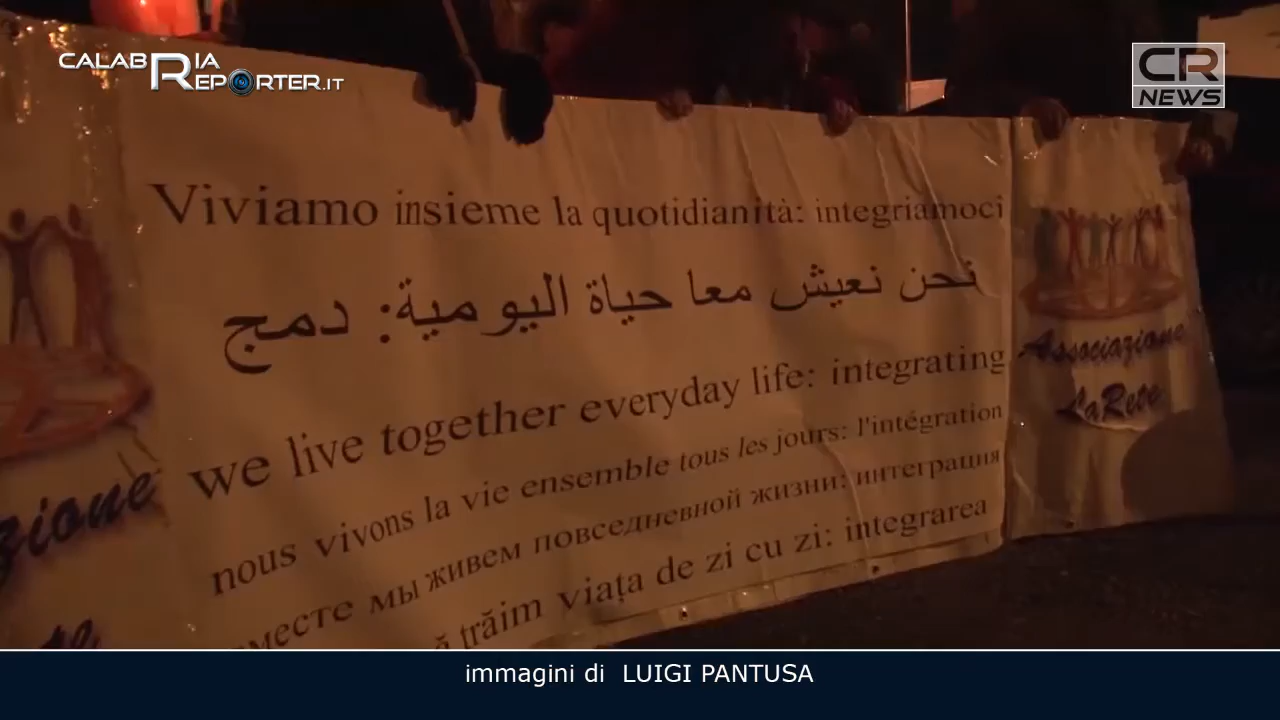 CALABRIA
REPORTER.IT
CR
NEWS
Viviamo insieme la quotidianità: integriamoci
نحن نعيش معا حياة اليومية: دمج
we live together everyday life: integrating
nous vivons la vie ensemble tous les jours: l'intégration
вместе мы живем повседневной жизни: интеграция
trăim viața de zi cu zi: integrarea
Associazione
LaRete
immagini di LUIGI PANTUSA